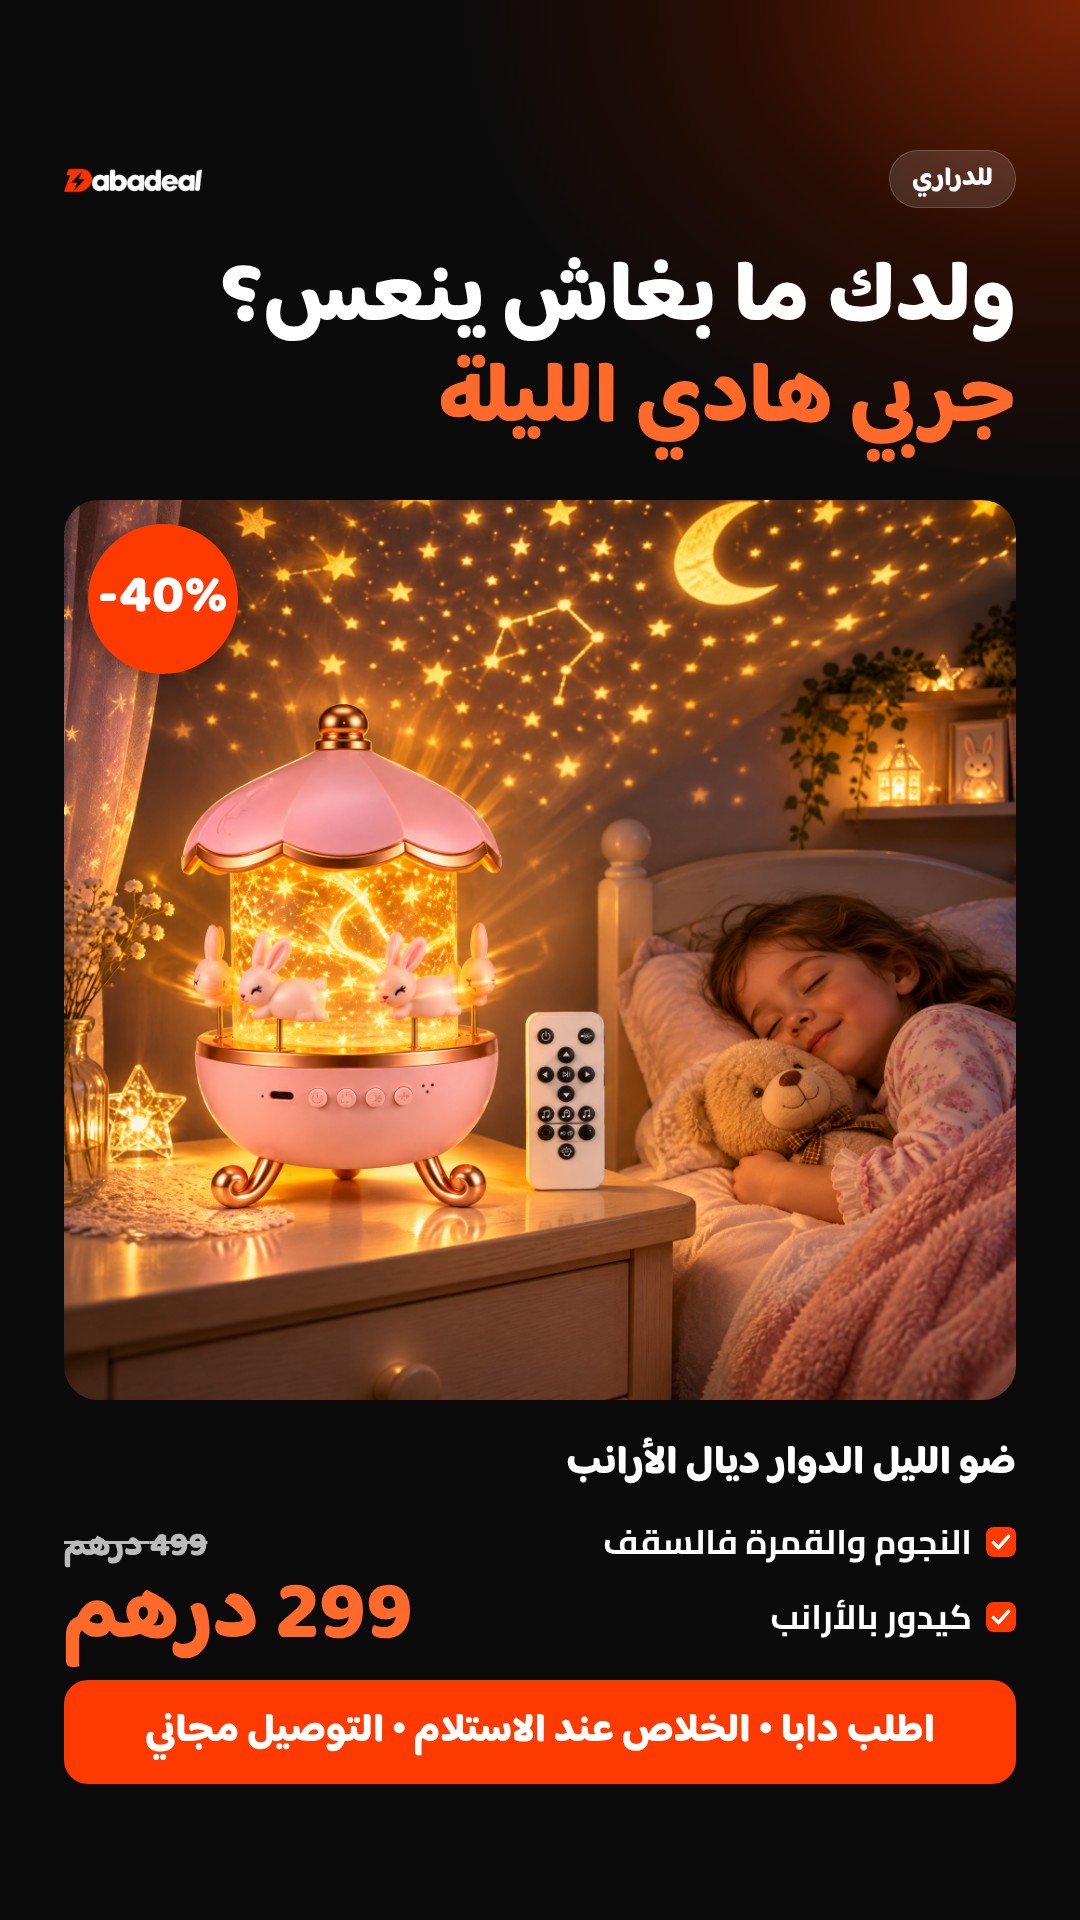 Dabadeal
للدراري
ولدك ما بغاش ينعس؟
جربي هادي الليلة
-40%
ضو الليل الدوار ديال الأرانب
النجوم والقمرة فالسقف
كيدور بالأرانب
499 درهم
299 درهم
اطلب دابا • الخلاص عند الاستلام • التوصيل مجاني